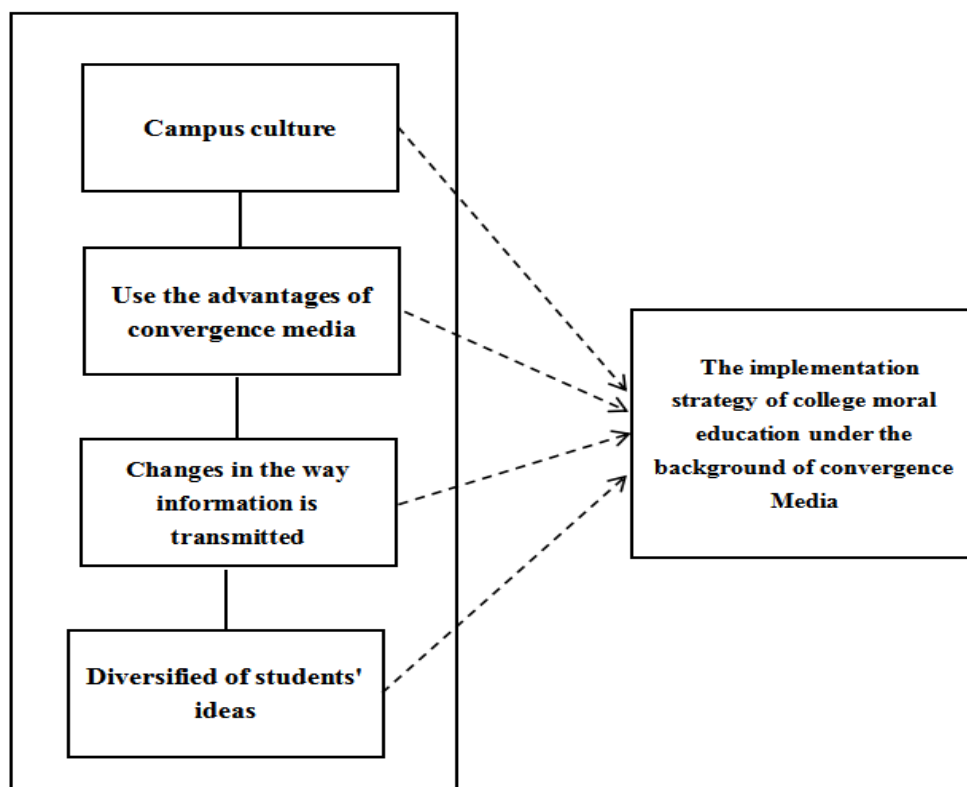 Campus culture
Use the advantages of
convergence media
Changes in the way
information is
transmitted
Diversified of students'
ideas
The implementation
strategy of college moral
education under the
background of convergence
Media